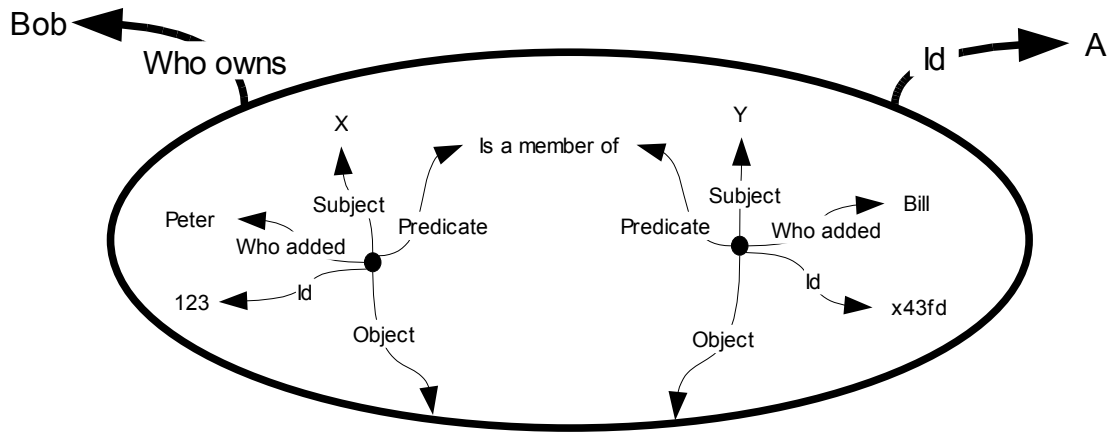 Bob
Who owns
Id
A
X
Is a member of
Y
Subject
Subject
Peter
Predicate
Predicate
Bill
Who added
Who added
123
Id
Id
x43fd
Object
Object